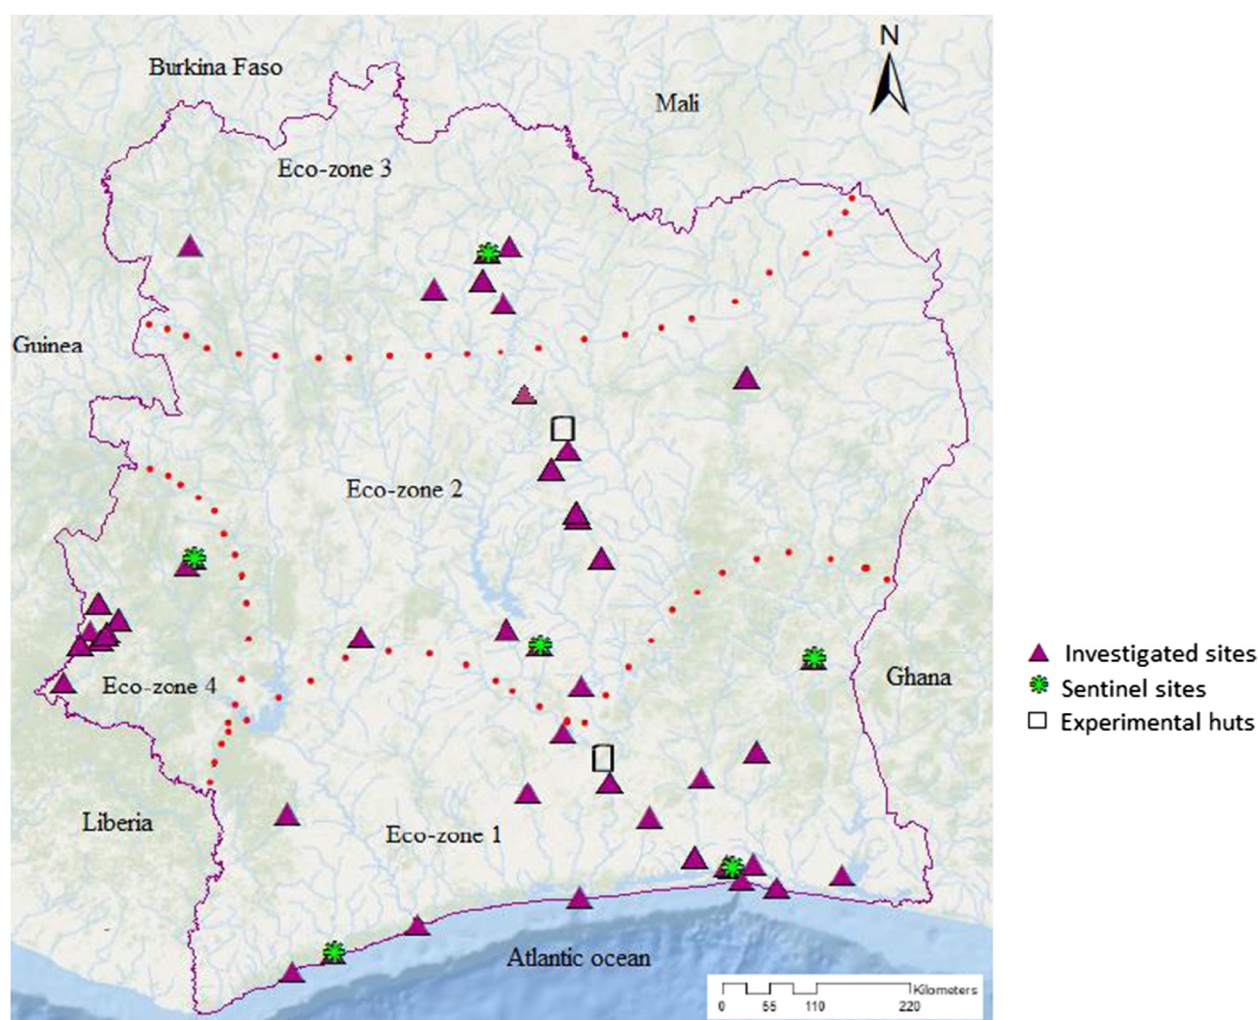 N
Burkina Faso
Mali
Eco-zone 3
Guinea
Eco-zone 2
Eco-zone 4
Ghana
Liberia
Eco-zone 1
Atlantic ocean
Investigated sites
Sentinel sites
Experimental huts
Kilometers
0 55 110 220